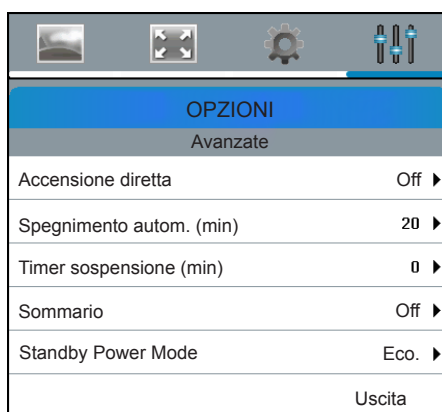 OPZIONI
Avanzate
Accensione diretta Off
Spegnimento autom. (min) 20
Timer sospensione (min) 0
Sommario Off
Standby Power Mode Eco.
Uscita